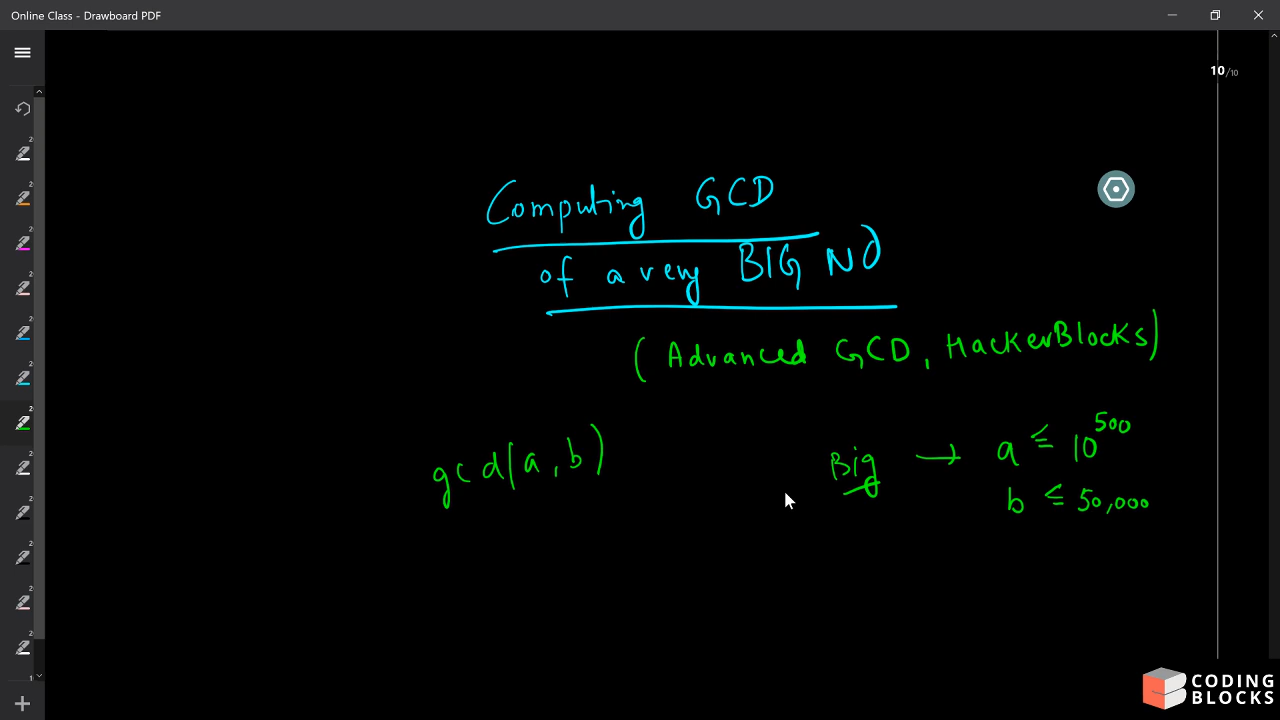 Online Class - Drawboard PDF
10/10
Computing GCD
of a very BIG NO
(Advanced GCD, HackerBlocks)
gcd(a,b)
Big → a ≤ 10^500
b ≤ 50,000
CODING
BLOCKS